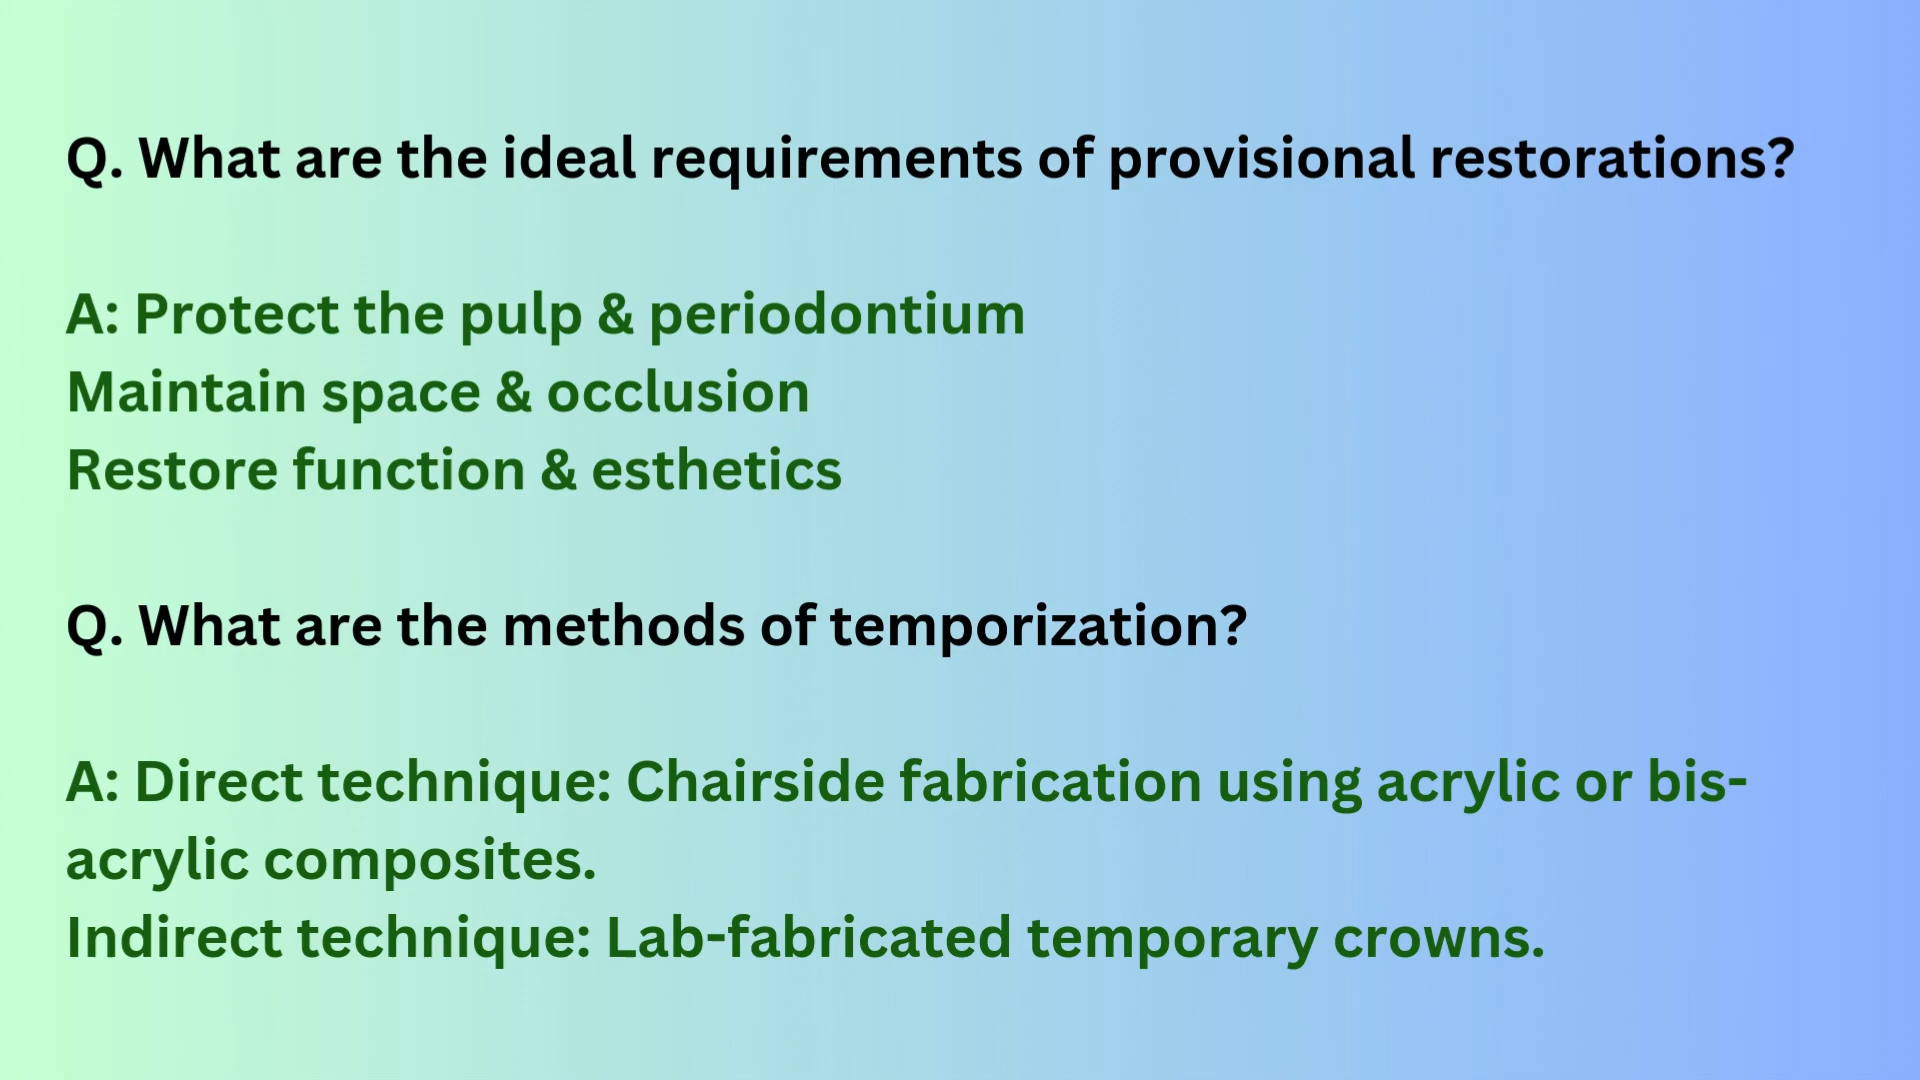 Q. What are the ideal requirements of provisional restorations?
A: Protect the pulp & periodontium
Maintain space & occlusion
Restore function & esthetics
Q. What are the methods of temporization?
A: Direct technique: Chairside fabrication using acrylic or bis-
acrylic composites.
Indirect technique: Lab-fabricated temporary crowns.